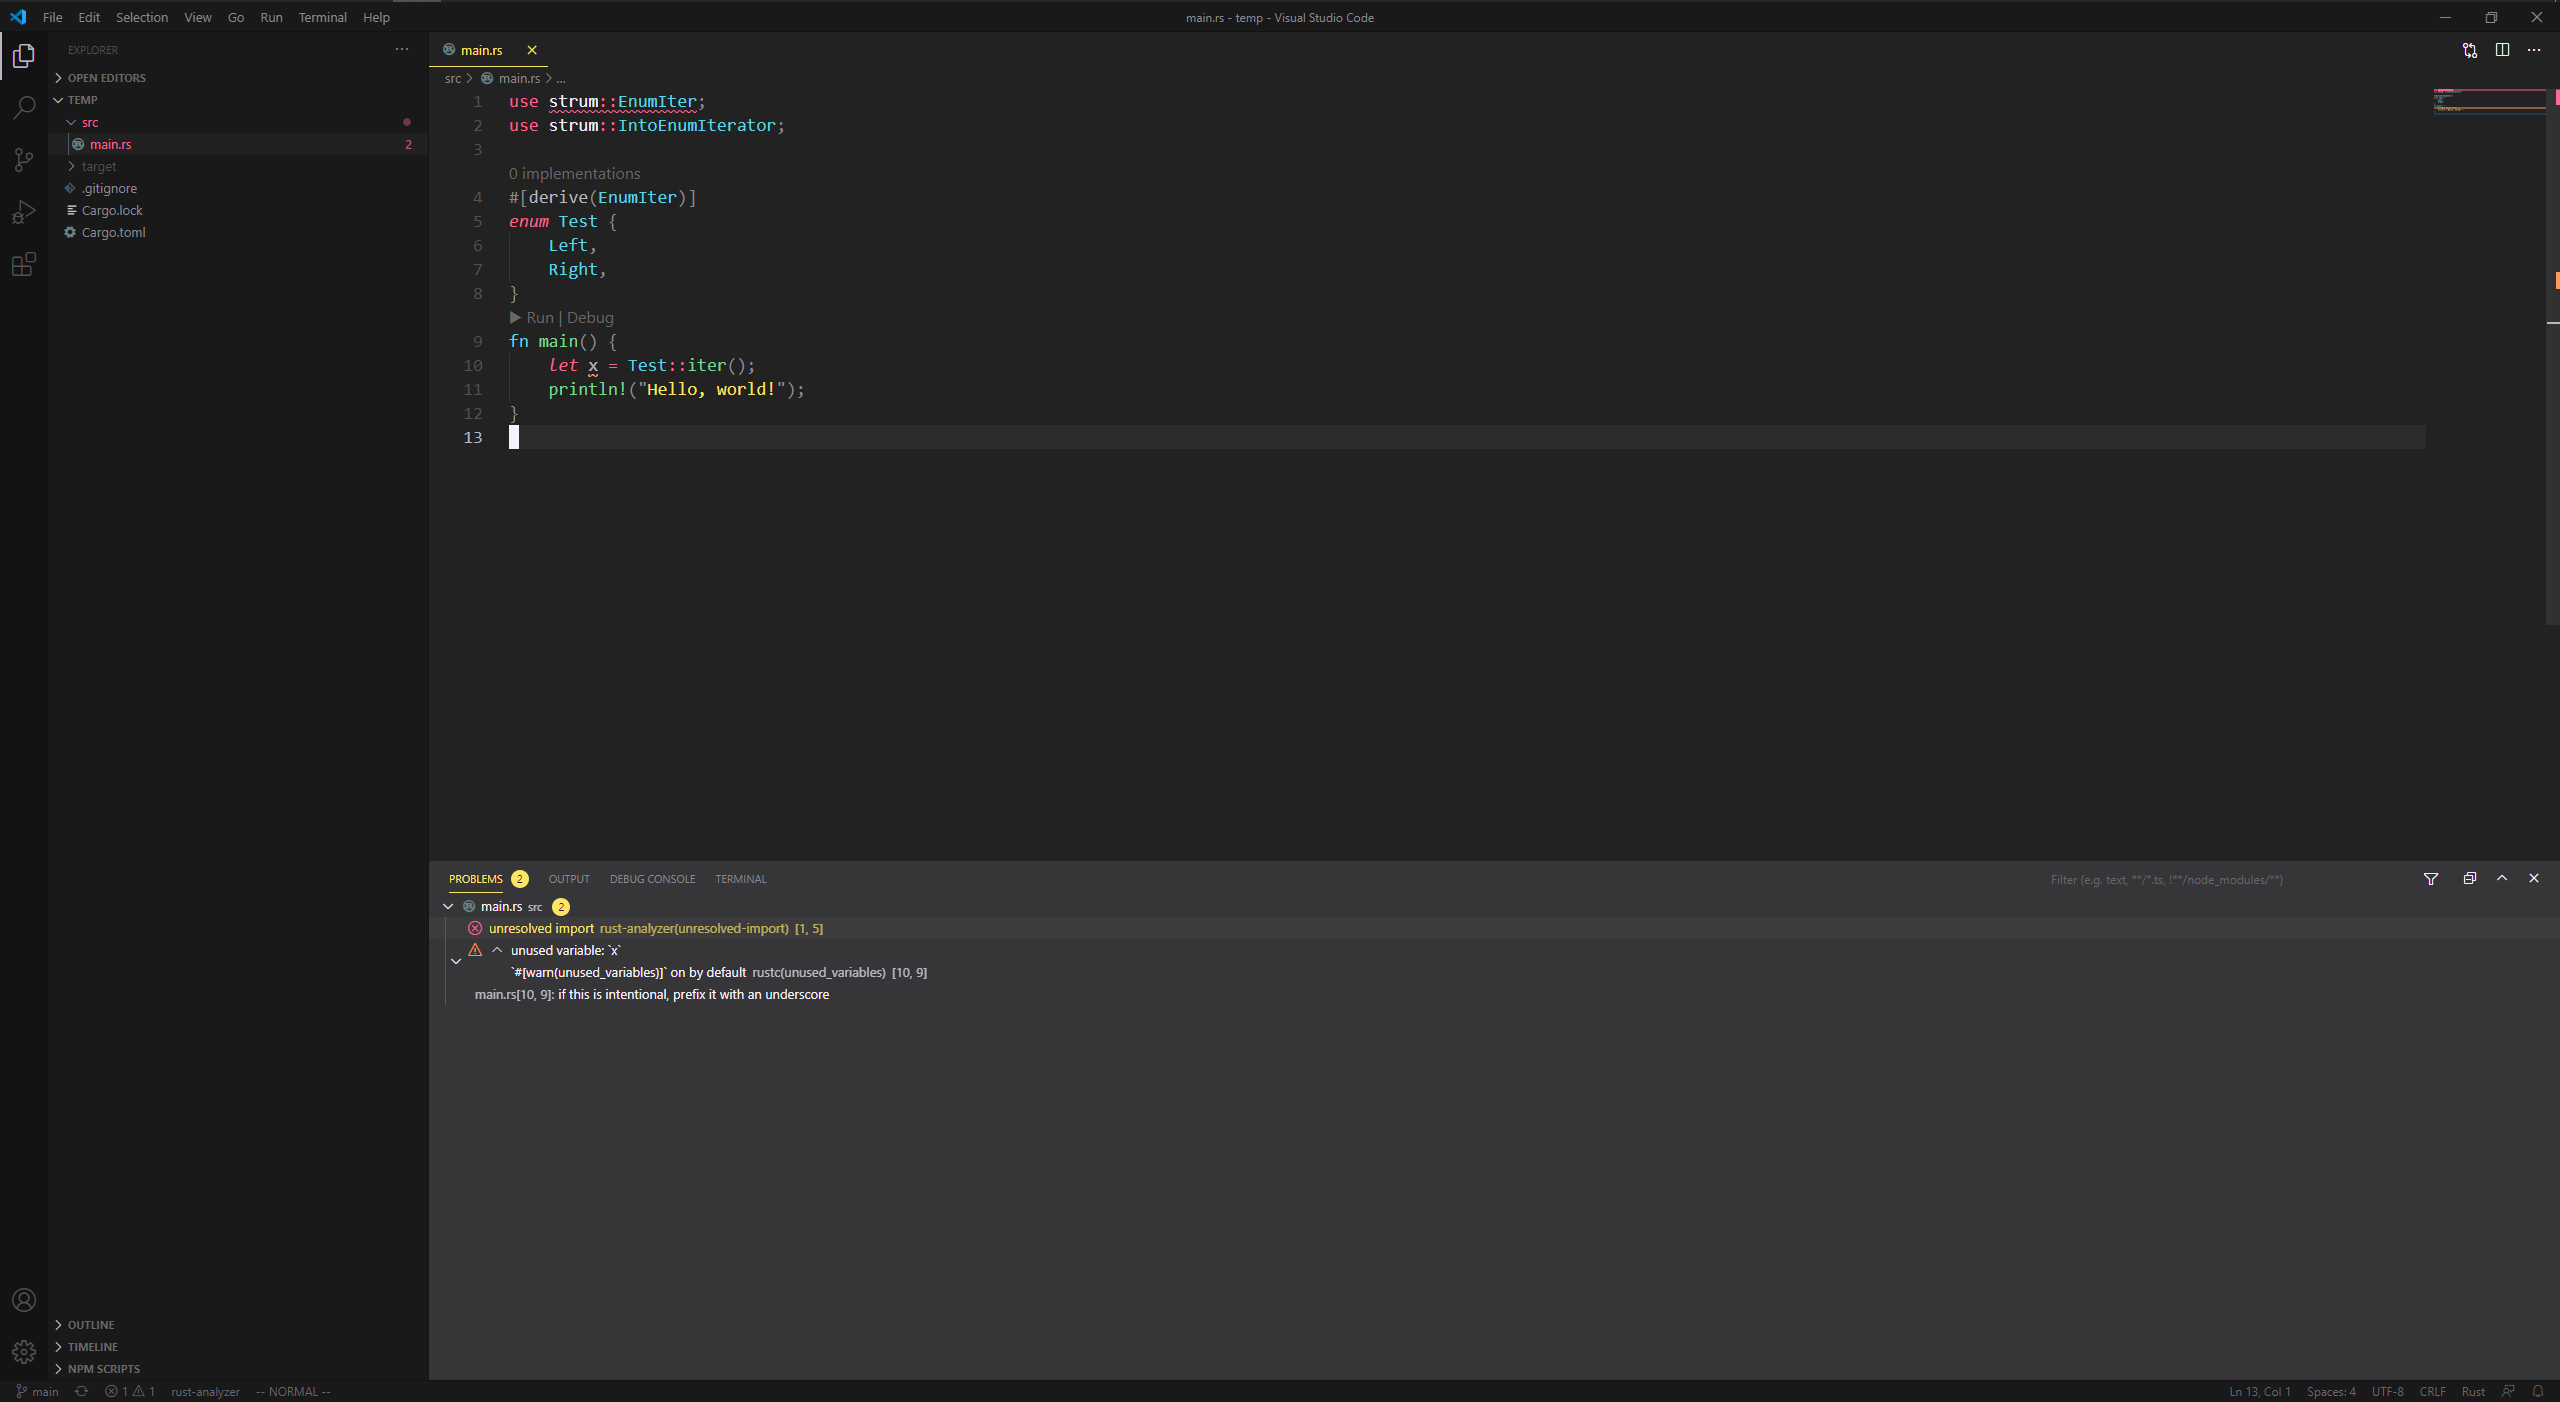 File Edit Selection View Go Run Terminal Help
main.rs - temp - Visual Studio Code
EXPLORER
OPEN EDITORS
TEMP
src
main.rs 2
target
.gitignore
Cargo.lock
Cargo.toml
OUTLINE
TIMELINE
NPM SCRIPTS
main.rs
src > main.rs > ...
1 use strum::EnumIter;
2 use strum::IntoEnumIterator;
3
0 implementations
4 #[derive(EnumIter)]
5 enum Test {
6 Left,
7 Right,
8 }
Run | Debug
9 fn main() {
10 let x = Test::iter();
11 println!("Hello, world!");
12 }
13
PROBLEMS 2 OUTPUT DEBUG CONSOLE TERMINAL
Filter (e.g. text, **/*.ts, !**/node_modules/**)
main.rs src 2
unresolved import rust-analyzer(unresolved-import) [1, 5]
unused variable: `x`
`#[warn(unused_variables)]` on by default rustc(unused_variables) [10, 9]
main.rs[10, 9]: if this is intentional, prefix it with an underscore
main 1 1 rust-analyzer -- NORMAL --
Ln 13, Col 1 Spaces: 4 UTF-8 CRLF Rust